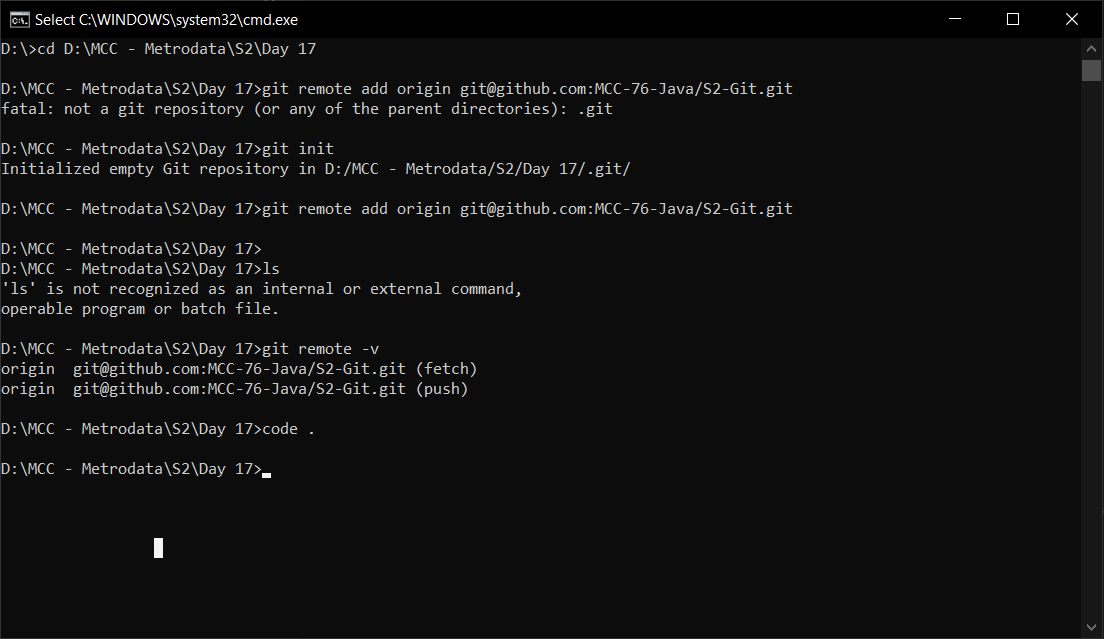 Select C:\WINDOWS\system32\cmd.exe
D:\>cd D:\MCC - Metrodata\S2\Day 17
D:\MCC - Metrodata\S2\Day 17>git remote add origin git@github.com:MCC-76-Java/S2-Git.git
fatal: not a git repository (or any of the parent directories): .git
D:\MCC - Metrodata\S2\Day 17>git init
Initialized empty Git repository in D:/MCC - Metrodata/S2/Day 17/.git/
D:\MCC - Metrodata\S2\Day 17>git remote add origin git@github.com:MCC-76-Java/S2-Git.git
D:\MCC - Metrodata\S2\Day 17>
D:\MCC - Metrodata\S2\Day 17>ls
'ls' is not recognized as an internal or external command,
operable program or batch file.
D:\MCC - Metrodata\S2\Day 17>git remote -v
origin  git@github.com:MCC-76-Java/S2-Git.git (fetch)
origin  git@github.com:MCC-76-Java/S2-Git.git (push)
D:\MCC - Metrodata\S2\Day 17>code .
D:\MCC - Metrodata\S2\Day 17>